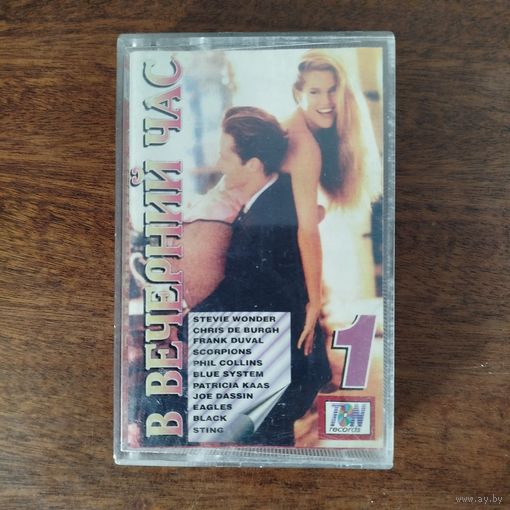 В ВЕЧЕРНИЙ ЧАС
STEVIE WONDER
CHRIS DE BURGH
FRANK DUVAL
SCORPIONS
PHIL COLLINS
BLUE SYSTEM
PATRICIA KAAS
JOE DASSIN
EAGLES
BLACK
STING
1
records
www.ay.by